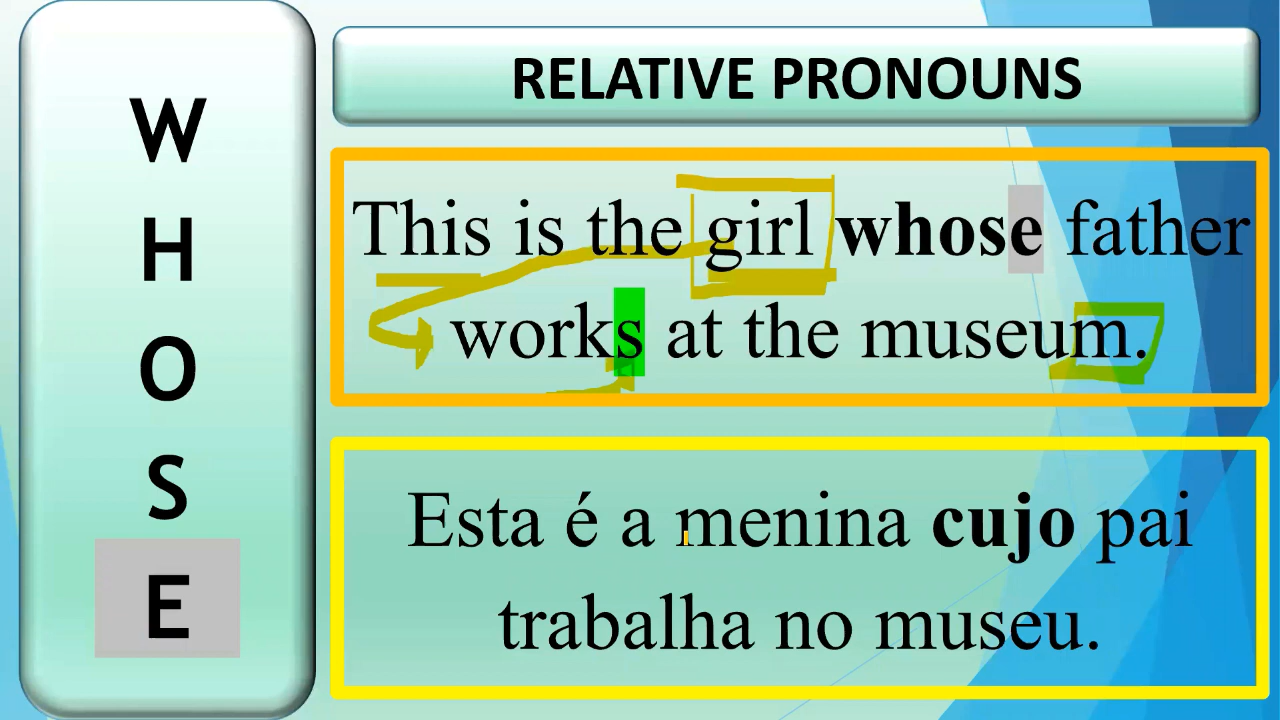 W
H
O
S
E
RELATIVE PRONOUNS
This is the girl whose father
works at the museum.
Esta é a menina cujo pai
trabalha no museu.